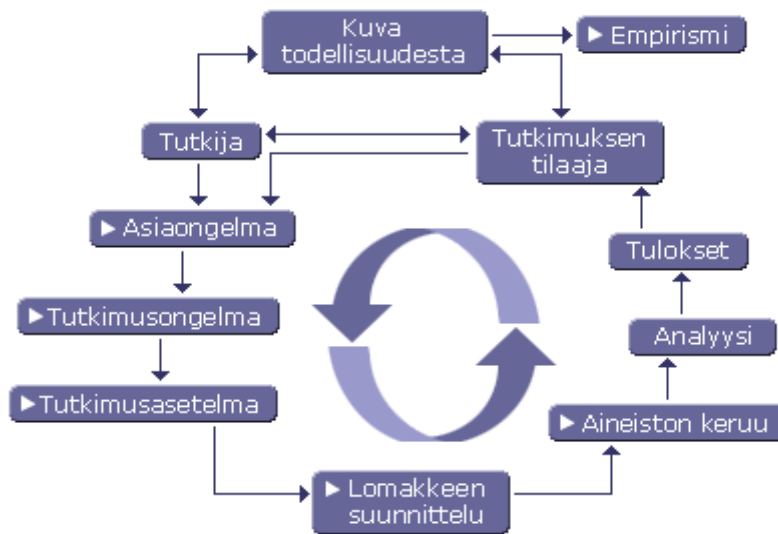 Kuva
todellisuudesta
Empirismi
Tutkija
Tutkimuksen
tilaaja
Asiaongelma
Tulokset
Tutkimusongelma
Analyysi
Tutkimusasetelma
Aineiston keruu
Lomakkeen
suunnittelu